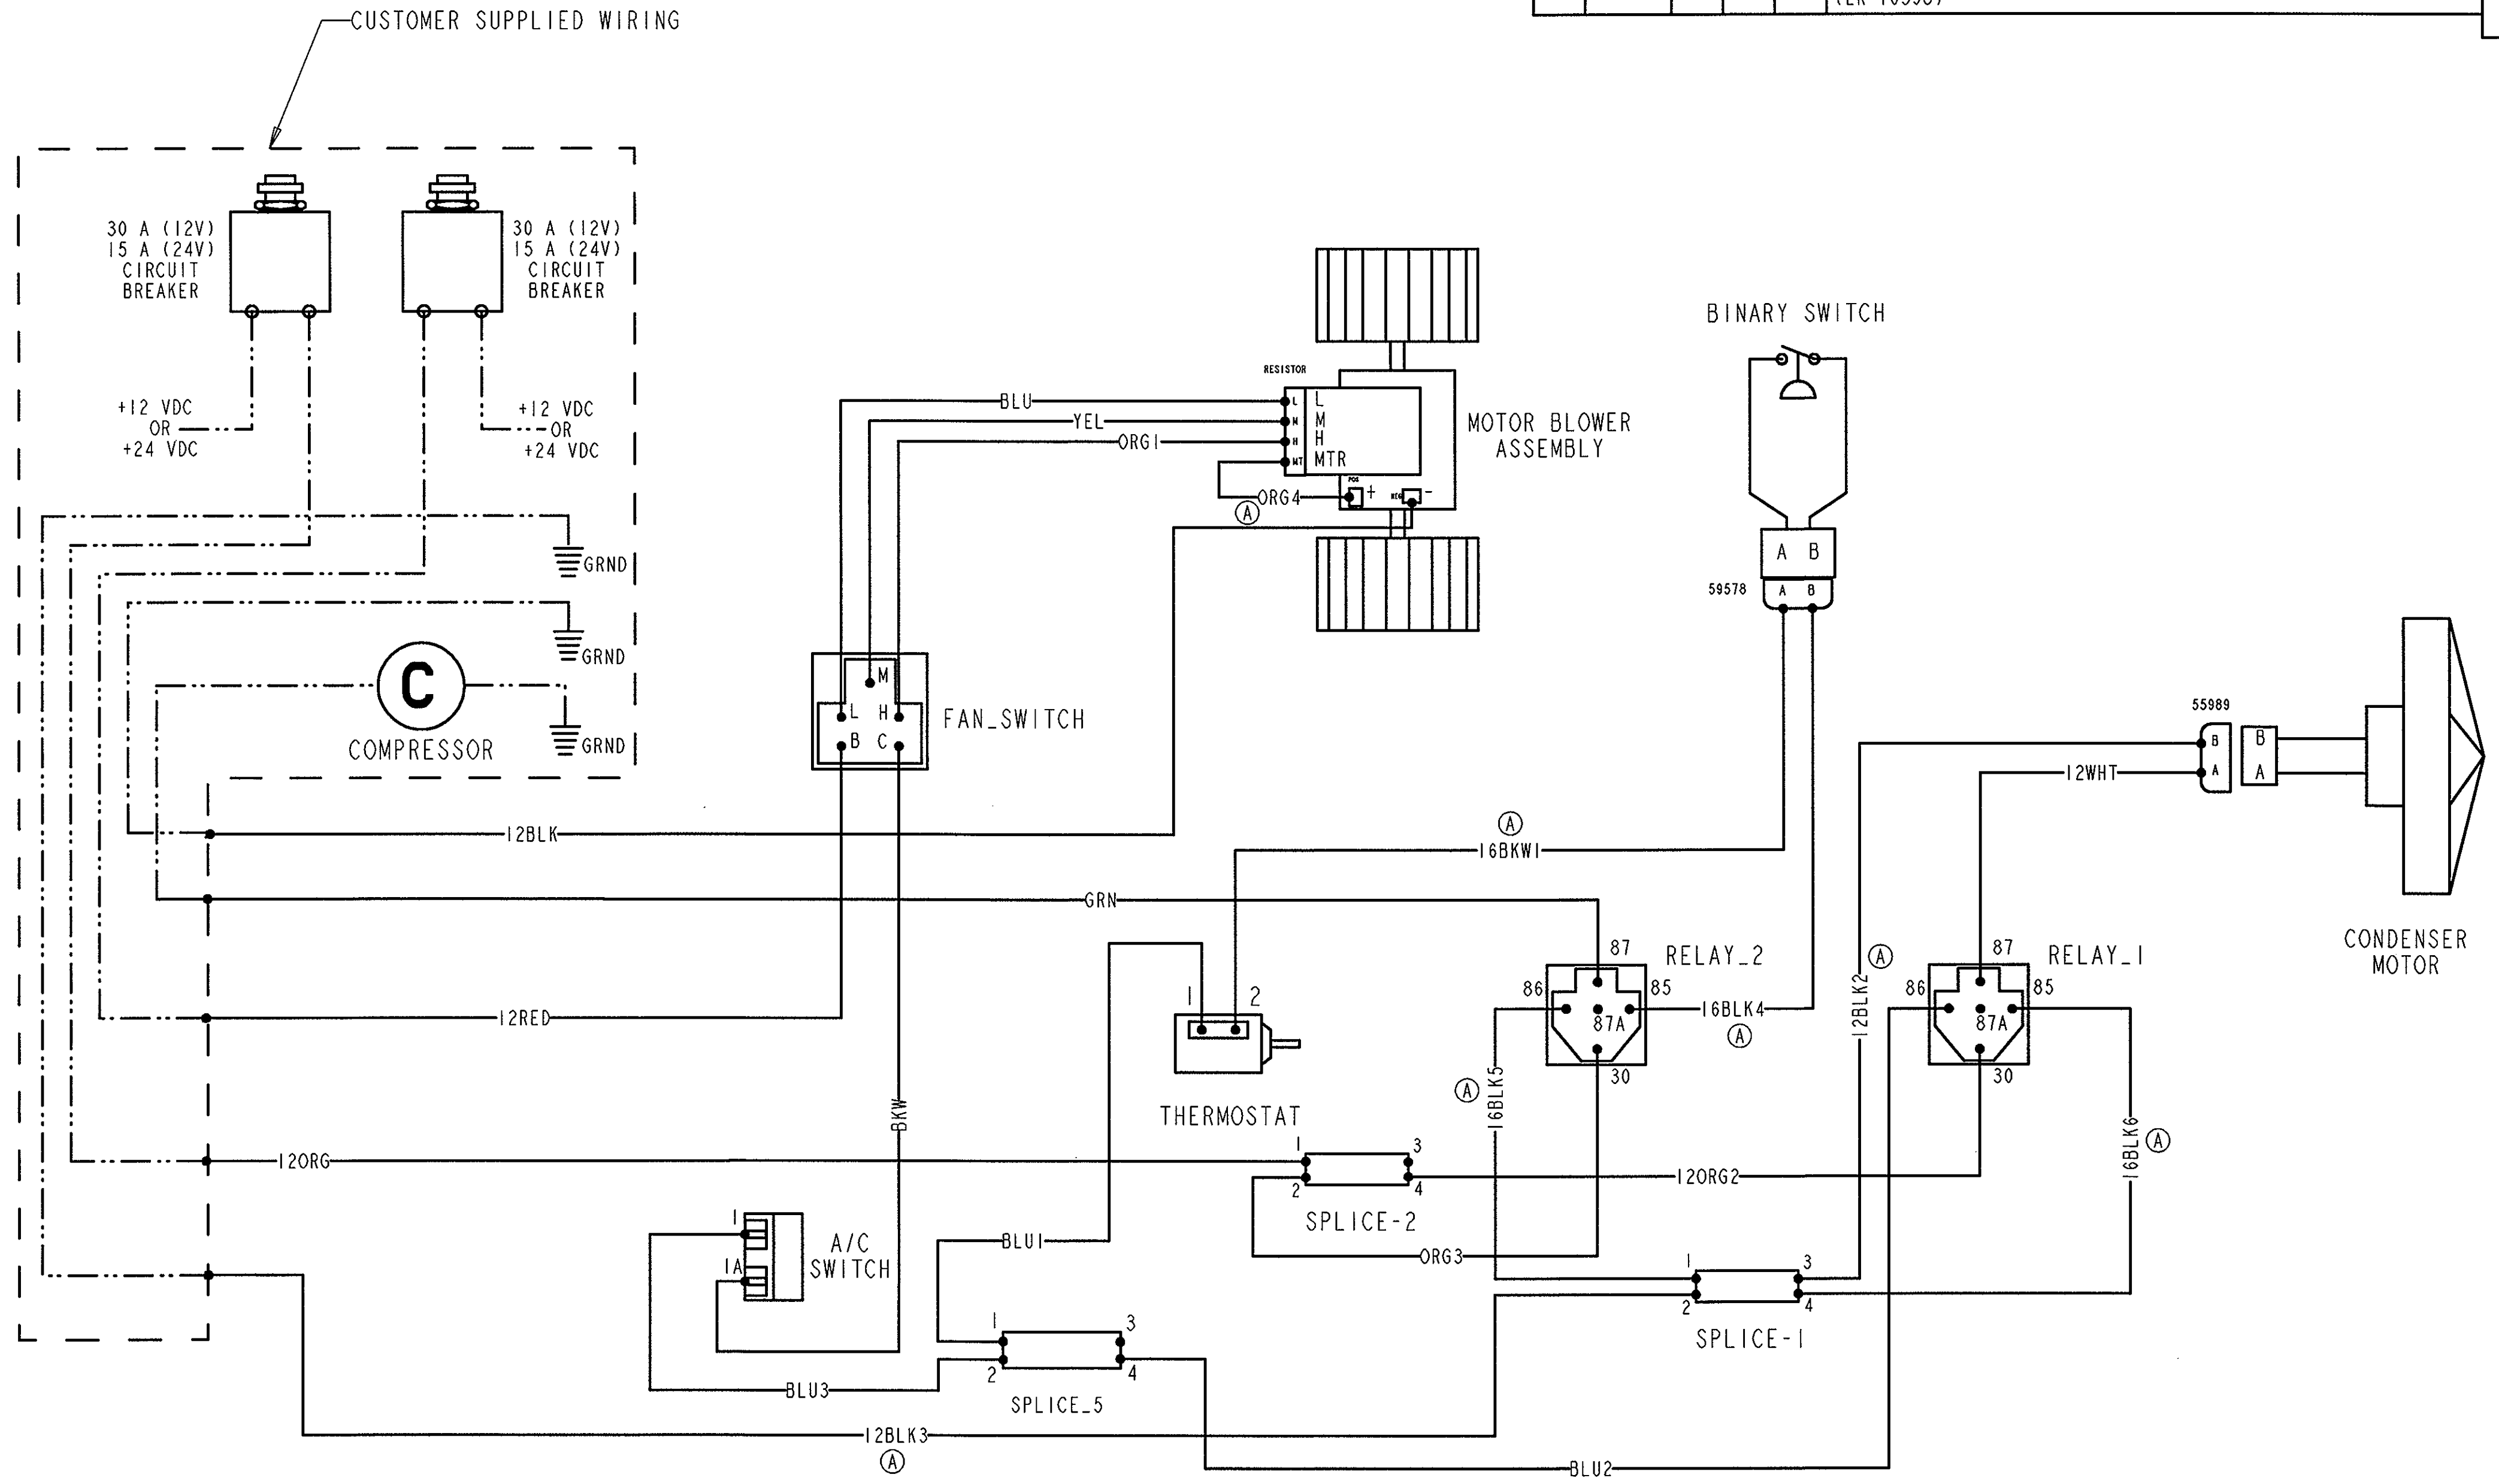 CUSTOMER SUPPLIED WIRING
30 A (12V)
15 A (24V)
CIRCUIT
BREAKER
30 A (12V)
15 A (24V)
CIRCUIT
BREAKER
+12 VDC
OR
+24 VDC
+12 VDC
OR
+24 VDC
GRND
GRND
GRND
C
COMPRESSOR
BLU
YEL
ORG1
ORG4
A
RESISTOR
L
M
H
MT
L
M
H
MTR
POS
+
NEG
-
MOTOR BLOWER
ASSEMBLY
BINARY SWITCH
A B
59578
A B
M
L H
B C
FAN_SWITCH
55989
B
A
B
A
12WHT
CONDENSER
MOTOR
12BLK
A
16BKW1
GRN
12RED
BKW
1 2
THERMOSTAT
87
RELAY_2
86
85
87A
30
16BLK4
A
A
16BLK5
12BLK2
A
87
RELAY_1
86
85
87A
30
16BLK6
A
12ORG
1
3
2
4
SPLICE-2
12ORG2
ORG3
1
1A
A/C
SWITCH
BLU1
BLU3
1
3
2
4
SPLICE_5
1
3
2
4
SPLICE-1
12BLK3
A
BLU2